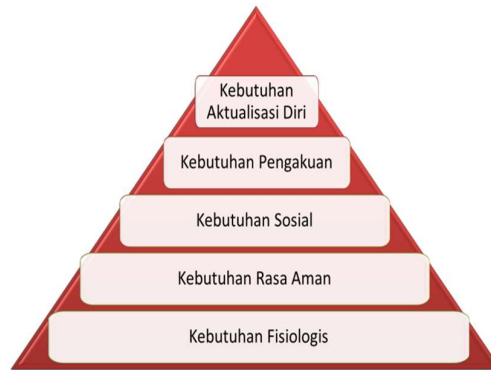 Kebutuhan
Aktualisasi Diri
Kebutuhan Pengakuan
Kebutuhan Sosial
Kebutuhan Rasa Aman
Kebutuhan Fisiologis